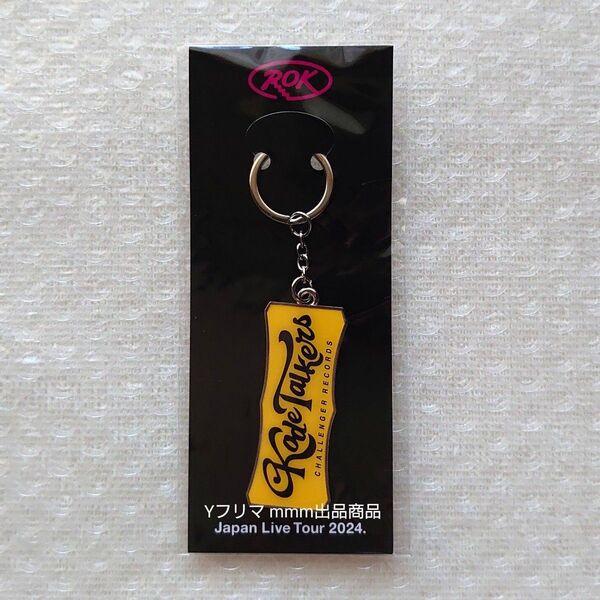 ROK
Kode Talkers
CHALLENGER RECORDS
Yフリマ mmm出品商品
Japan Live Tour 2024.